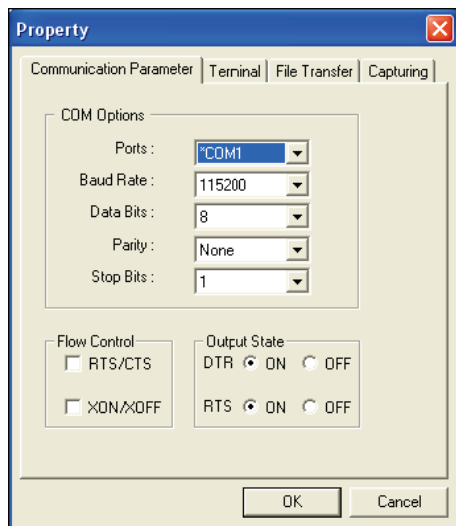 Property
Communication Parameter Terninal File Transfer Capturing
COM Options
Ports : *COM1
Baud Rate : 115200
Data Bits : 8
Parity : None
Stop Bits : 1
Flow Control Output State
RTS/CTS DTR ON OFF
XON/XOFF RTS ON OFF
OK Cancel